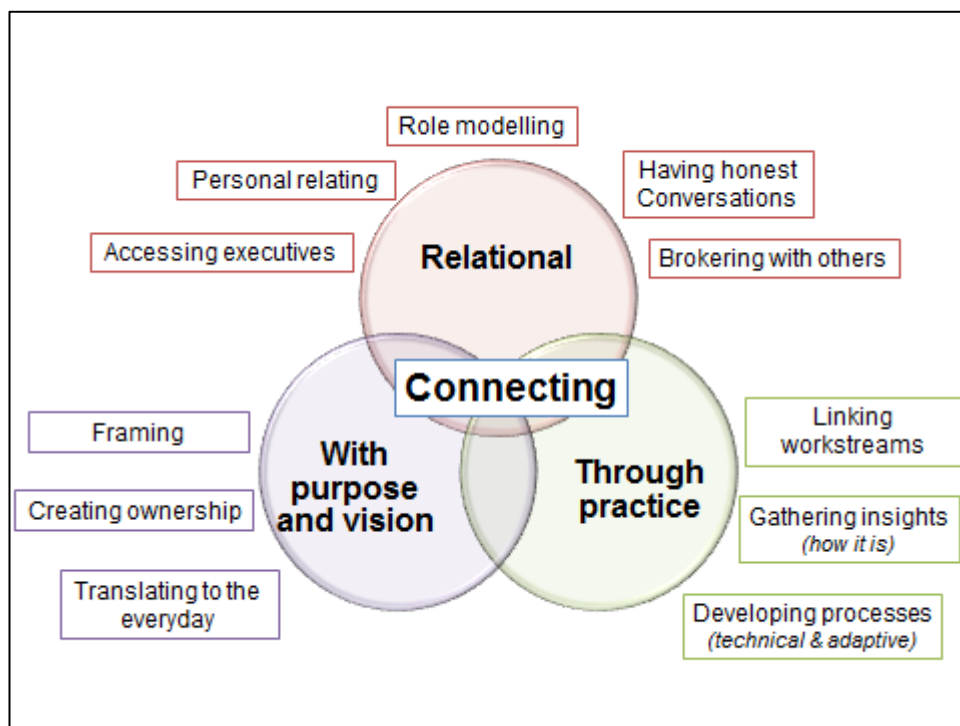 Role modelling
Personal relating
Having honest
Conversations
Accessing executives
Relational
Brokering with others
Connecting
Framing
Creating ownership
Translating to the
everyday
With
purpose
and vision
Through
practice
Linking
workstreams
Gathering insights
(how it is)
Developing processes
(technical & adaptive)